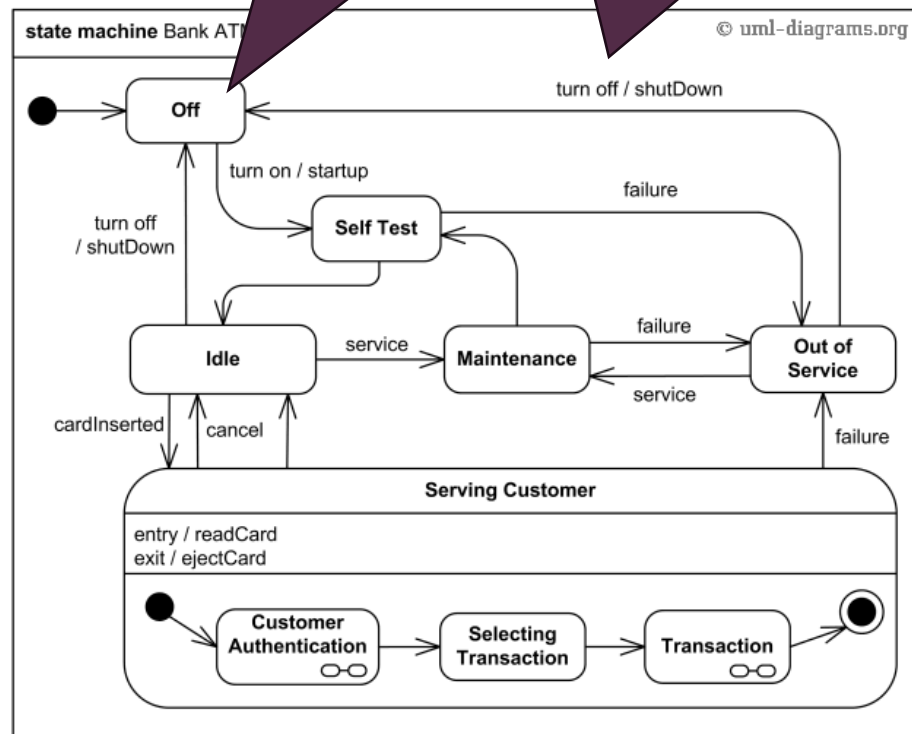 state machine Bank AT
© uml-diagrams.org
turn off / shutDown
Off
turn on / startup
failure
turn off
/ shutDown
Self Test
Idle
service
Maintenance
failure
service
Out of
Service
cardInserted
cancel
failure
Serving Customer
entry / readCard
exit / ejectCard
Customer
Authentication
Selecting
Transaction
Transaction